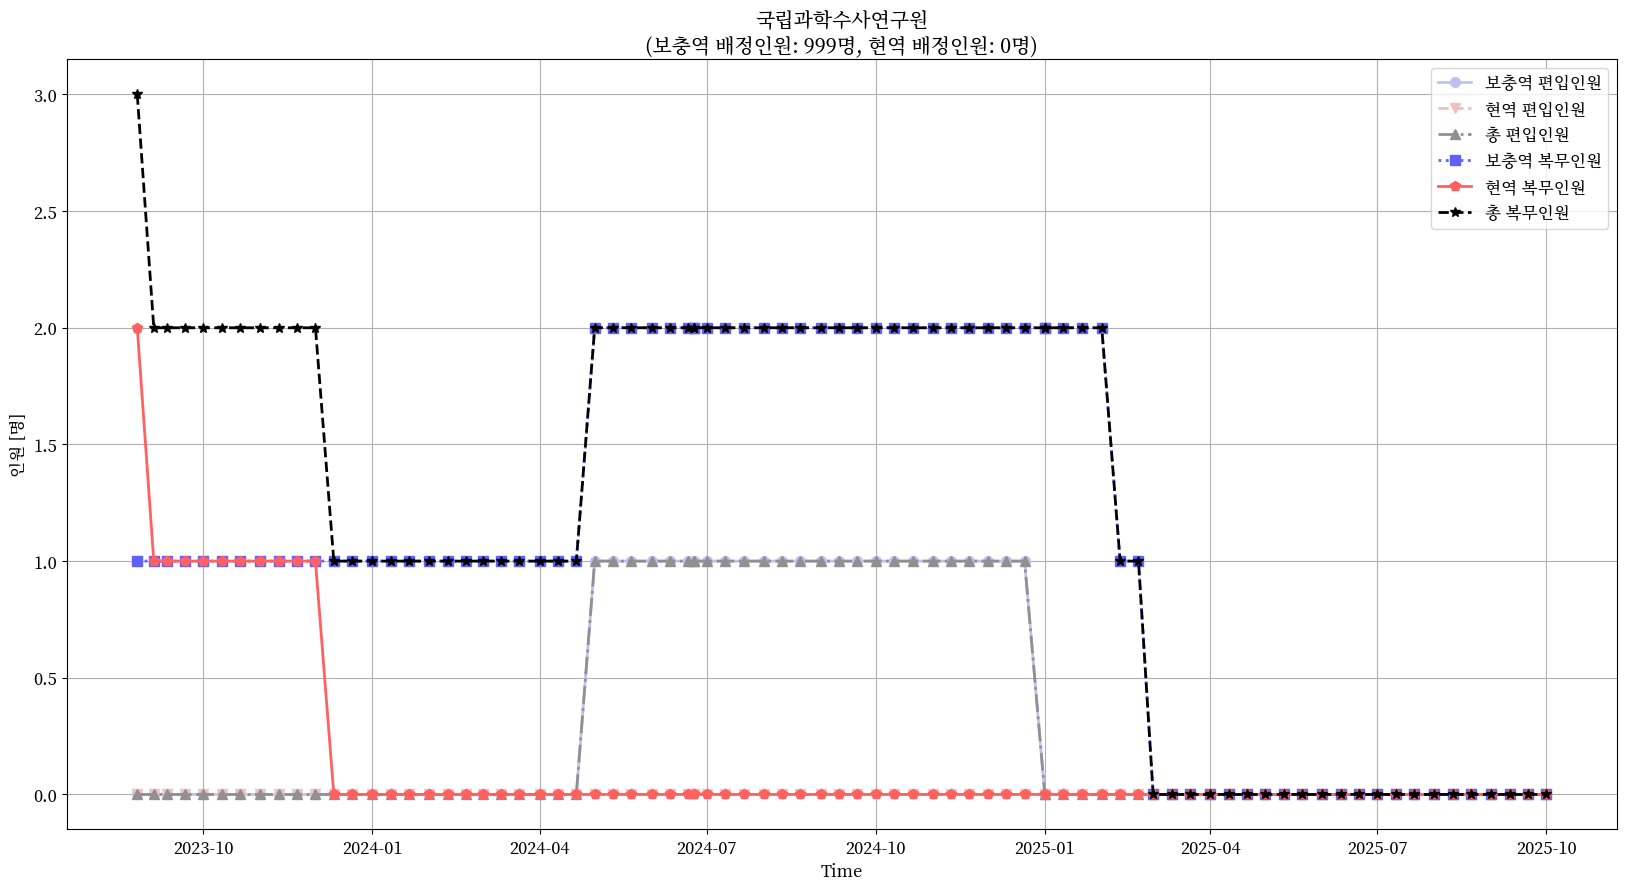 국립과학수사연구원
(보충역 배정인원: 999명, 현역 배정인원: 0명)
보충역 편입인원
현역 편입인원
총 편입인원
보충역 복무인원
현역 복무인원
총 복무인원
인원 [명]
3.0
2.5
2.0
1.5
1.0
0.5
0.0
2023-10
2024-01
2024-04
2024-07
2024-10
2025-01
2025-04
2025-07
2025-10
Time